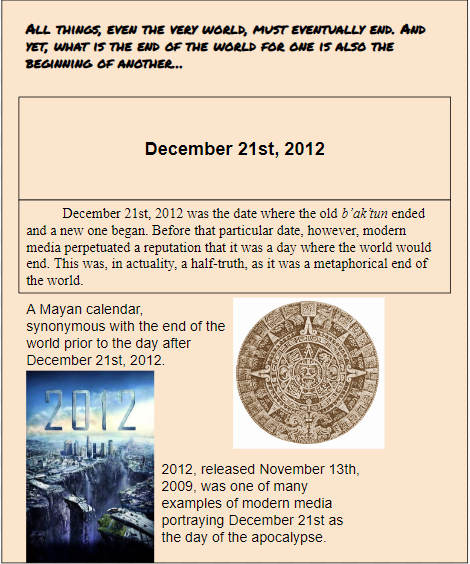 All things, even the very world, must eventually end. And
yet, what is the end of the world for one is also the
beginning of another...
December 21st, 2012
December 21st, 2012 was the date where the old b’ak’tun ended
and a new one began. Before that particular date, however, modern
media perpetuated a reputation that it was a day where the world would
end. This was, in actuality, a half-truth, as it was a metaphorical end of
the world.
A Mayan calendar,
synonymous with the end of the
world prior to the day after
December 21st, 2012.
2012
2012, released November 13th,
2009, was one of many
examples of modern media
portraying December 21st as
the day of the apocalypse.